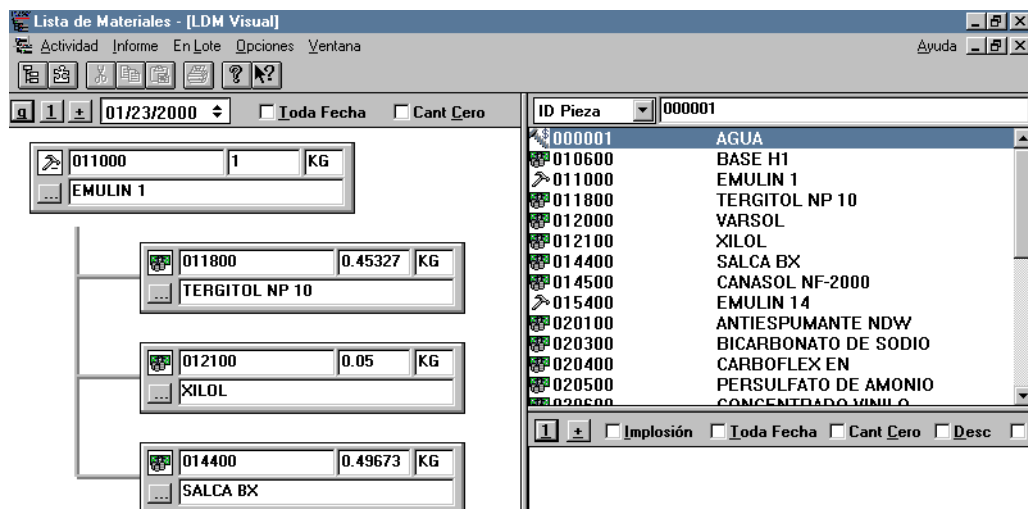 Lista de Materiales - [LDM Visual]
Actividad Informe En Lote Opciones Ventana Ayuda
g 1 ± 01/23/2000 Toda Fecha Cant Cero
ID Pieza 000001
011000 1 KG
EMULIN 1
011800 0.45327 KG
TERGITOL NP 10
012100 0.05 KG
XILOL
014400 0.49673 KG
SALCA BX
000001 AGUA
010600 BASE H1
011000 EMULIN 1
011800 TERGITOL NP 10
012000 VARSOL
012100 XILOL
014400 SALCA BX
014500 CANASOL NF-2000
015400 EMULIN 14
020100 ANTIESPUMANTE NDW
020300 BICARBONATO DE SODIO
020400 CARBOFLEX EN
020500 PERSULFATO DE AMONIO
020600 CONCENTRADO VINILO
1 ± Implosión Toda Fecha Cant Cero Desc